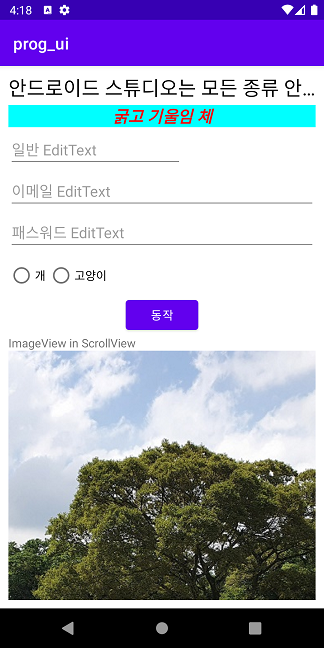 4:18
prog_ui
안드로이드 스튜디오는 모든 종류 안...
굵고 기울임 체
일반 EditText
이메일 EditText
패스워드 EditText
개 고양이
동작
ImageView in ScrollView